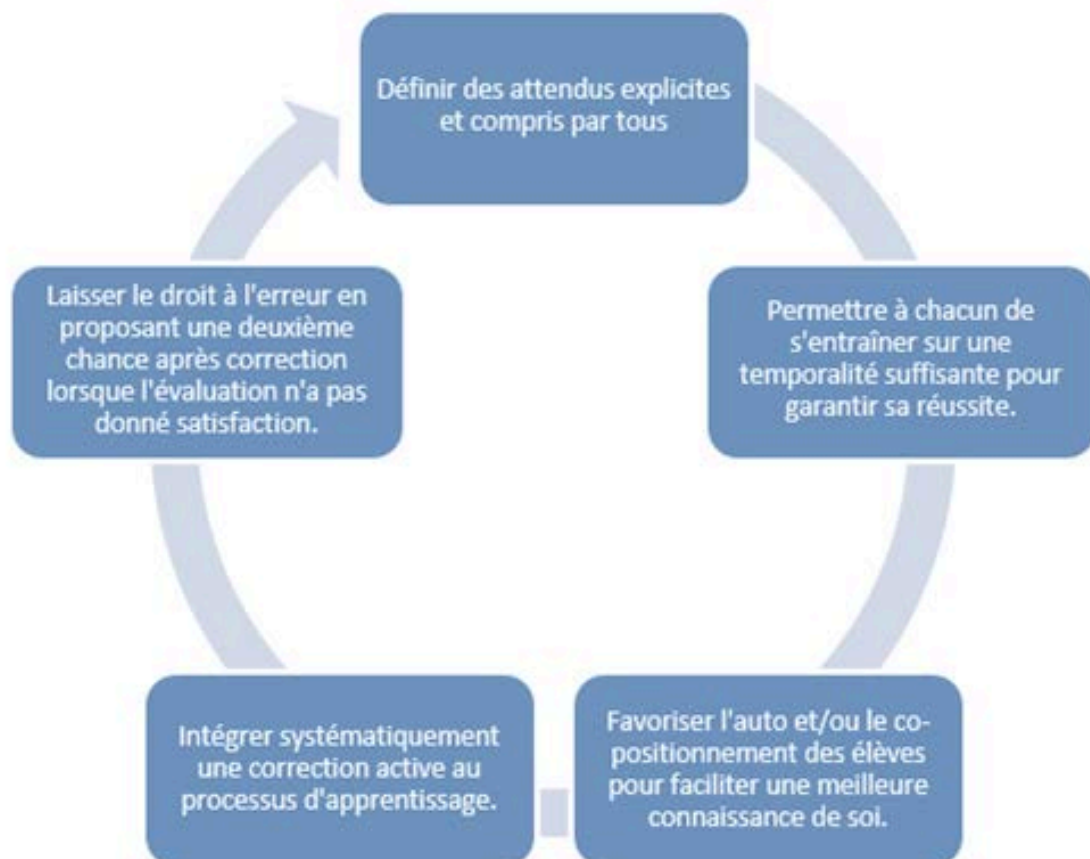 Définir des attendus explicites
et compris par tous
Permettre à chacun de
s'entraîner sur une
temporalité suffisante pour
garantir sa réussite.
Favoriser l'auto et/ou le co-
positionnement des élèves
pour faciliter une meilleure
connaissance de soi.
Intégrer systématiquement
une correction active au
processus d'apprentissage.
Laisser le droit à l'erreur en
proposant une deuxième
chance après correction
lorsque l'évaluation n'a pas
donné satisfaction.